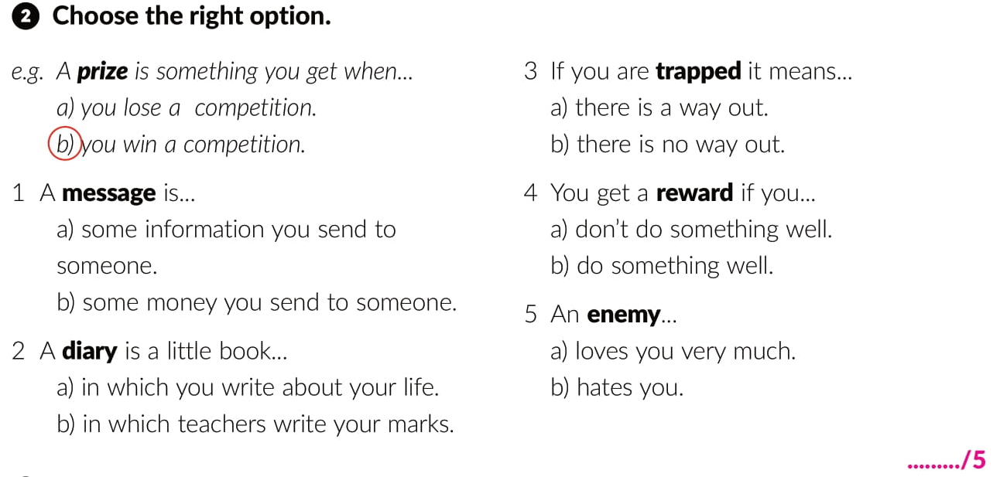 2 Choose the right option.
e.g. A prize is something you get when...
a) you lose a competition.
b) you win a competition.
1 A message is...
a) some information you send to
someone.
b) some money you send to someone.
2 A diary is a little book...
a) in which you write about your life.
b) in which teachers write your marks.
3 If you are trapped it means...
a) there is a way out.
b) there is no way out.
4 You get a reward if you...
a) don't do something well.
b) do something well.
5 An enemy...
a) loves you very much.
b) hates you.
........../5